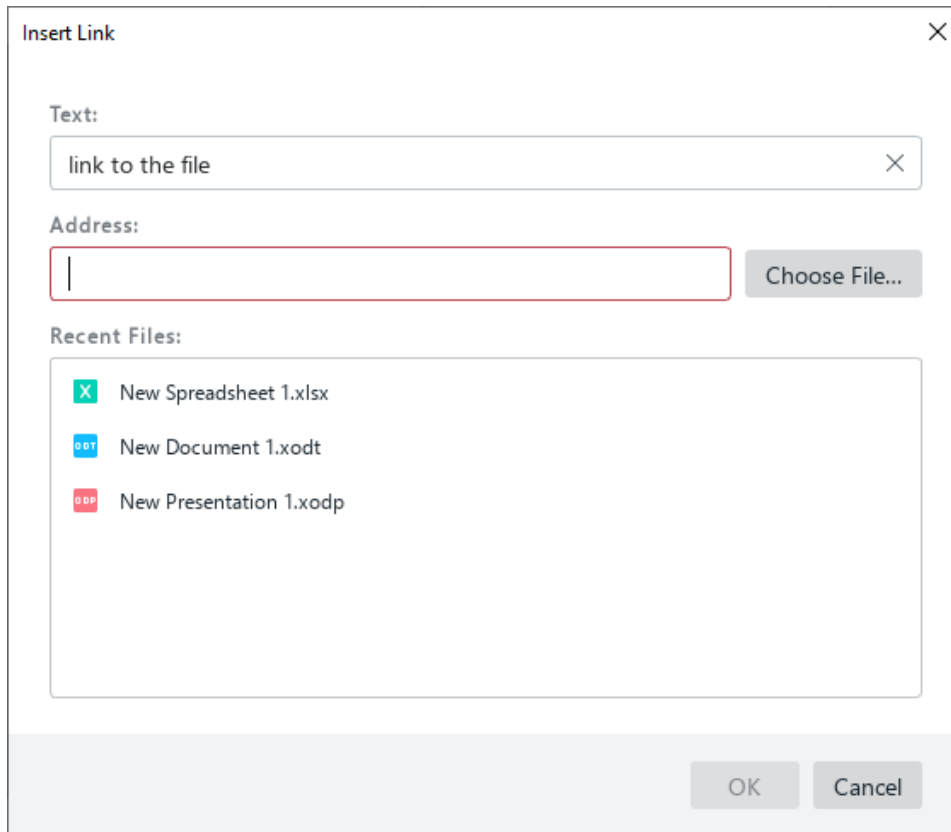 Insert Link
Text:
link to the file
Address:
Choose File...
Recent Files:
X New Spreadsheet 1.xlsx
ODT New Document 1.xodt
ODP New Presentation 1.xodp
OK Cancel